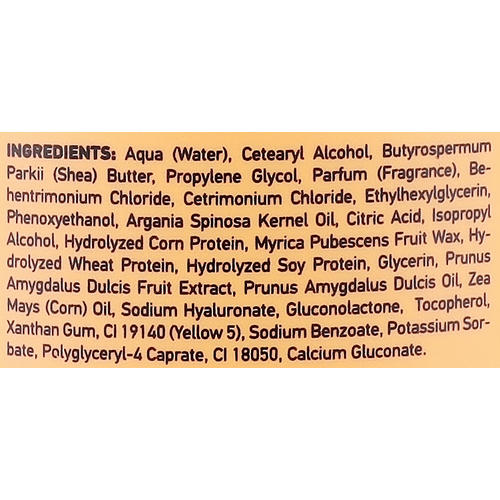 INGREDIENTS: Aqua (Water), Cetearyl Alcohol, Butyrospermum
Parkii (Shea) Butter, Propylene Glycol, Parfum (Fragrance), Be-
hentrimonium Chloride, Cetrimonium Chloride, Ethylhexylglycerin,
Phenoxyethanol, Argania Spinosa Kernel Oil, Citric Acid, Isopropyl
Alcohol, Hydrolyzed Corn Protein, Myrica Pubescens Fruit Wax, Hy-
drolyzed Wheat Protein, Hydrolyzed Soy Protein, Glycerin, Prunus
Amygdalus Dulcis Fruit Extract, Prunus Amygdalus Dulcis Oil, Zea
Mays (Corn) Oil, Sodium Hyaluronate, Gluconolactone, Tocopherol,
Xanthan Gum, CI 19140 (Yellow 5), Sodium Benzoate, Potassium Sor-
bate, Polyglyceryl-4 Caprate, CI 18050, Calcium Gluconate.